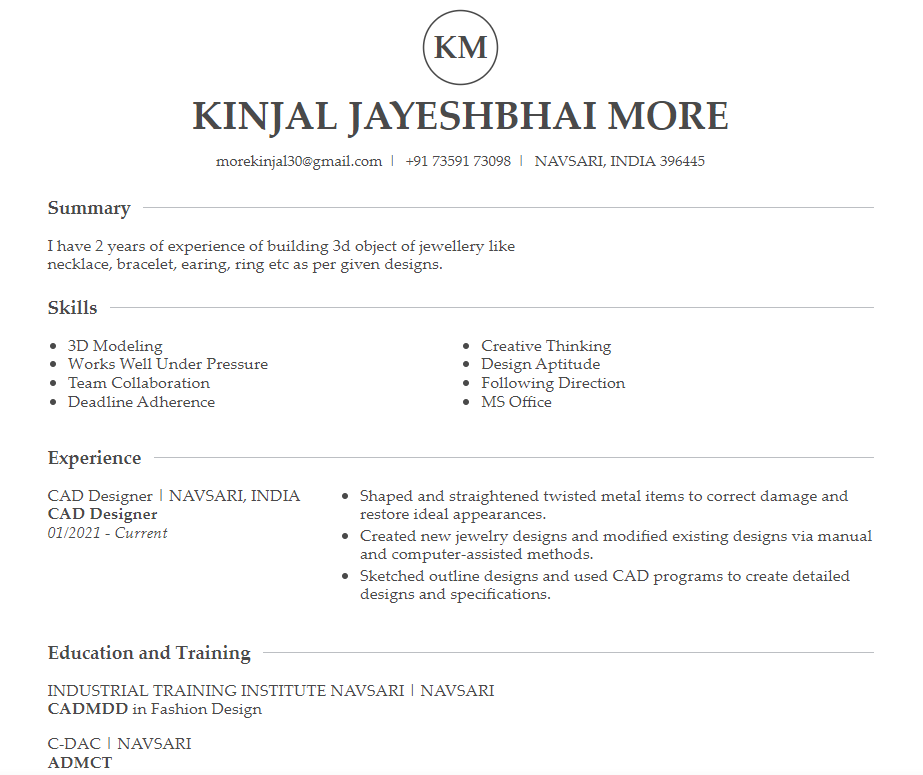 KM
KINJAL JAYESHBHAI MORE
morekinjal30@gmail.com | +91 73591 73098 | NAVSARI, INDIA 396445
Summary
I have 2 years of experience of building 3d object of jewellery like
necklace, bracelet, earing, ring etc as per given designs.
Skills
• 3D Modeling
• Works Well Under Pressure
• Team Collaboration
• Deadline Adherence
• Creative Thinking
• Design Aptitude
• Following Direction
• MS Office
Experience
CAD Designer | NAVSARI, INDIA
CAD Designer
01/2021 - Current
• Shaped and straightened twisted metal items to correct damage and
restore ideal appearances.
• Created new jewelry designs and modified existing designs via manual
and computer-assisted methods.
• Sketched outline designs and used CAD programs to create detailed
designs and specifications.
Education and Training
INDUSTRIAL TRAINING INSTITUTE NAVSARI | NAVSARI
CADMDD in Fashion Design
C-DAC | NAVSARI
ADMCT